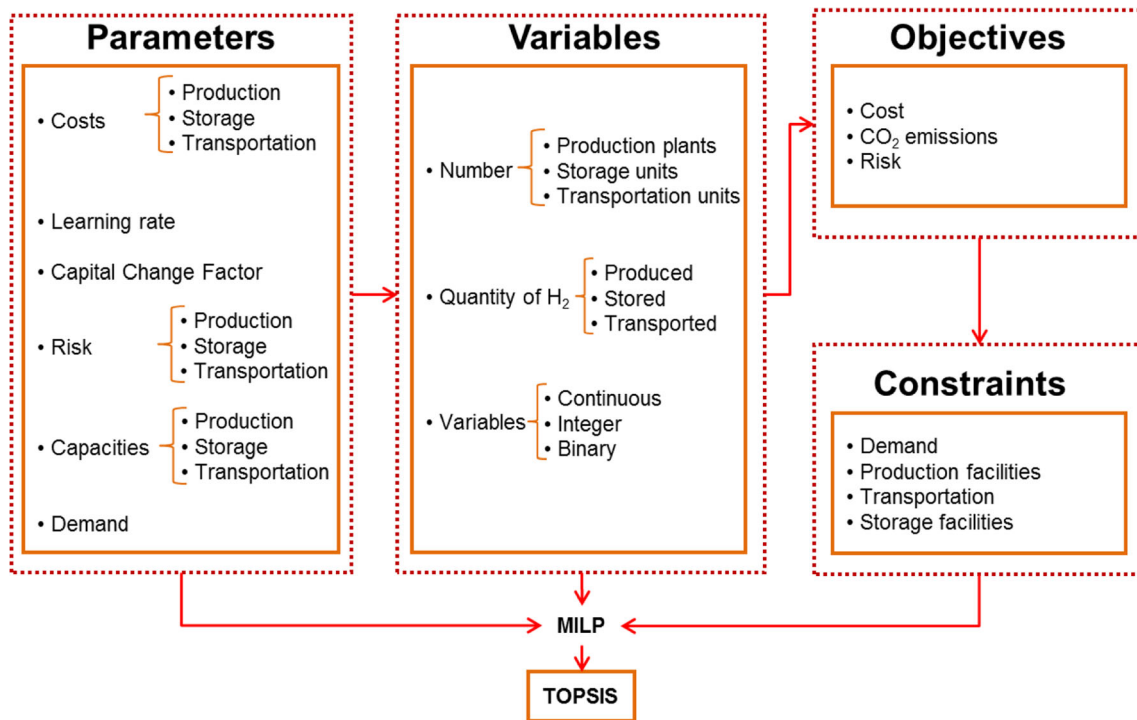 Parameters
• Costs
• Production
• Storage
• Transportation
• Learning rate
• Capital Change Factor
• Risk
• Production
• Storage
• Transportation
• Capacities
• Production
• Storage
• Transportation
• Demand
Variables
• Number
• Production plants
• Storage units
• Transportation units
• Quantity of H₂
• Produced
• Stored
• Transported
• Variables
• Continuous
• Integer
• Binary
Objectives
• Cost
• CO₂ emissions
• Risk
Constraints
• Demand
• Production facilities
• Transportation
• Storage facilities
MILP
TOPSIS